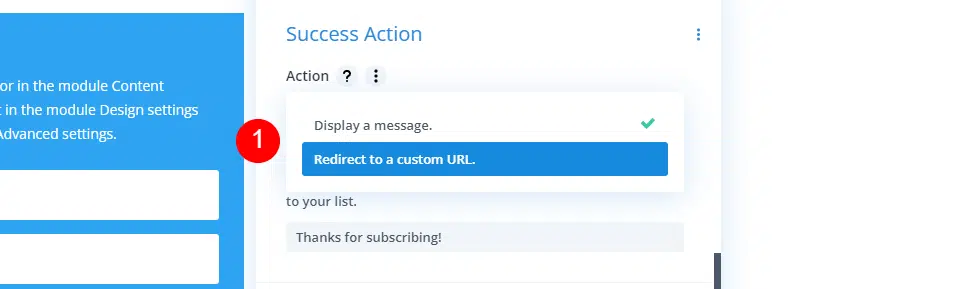 or in the module Content
in the module Design settings
Advanced settings.
Success Action
Action ?
1
Display a message.
Redirect to a custom URL.
to your list.
Thanks for subscribing!